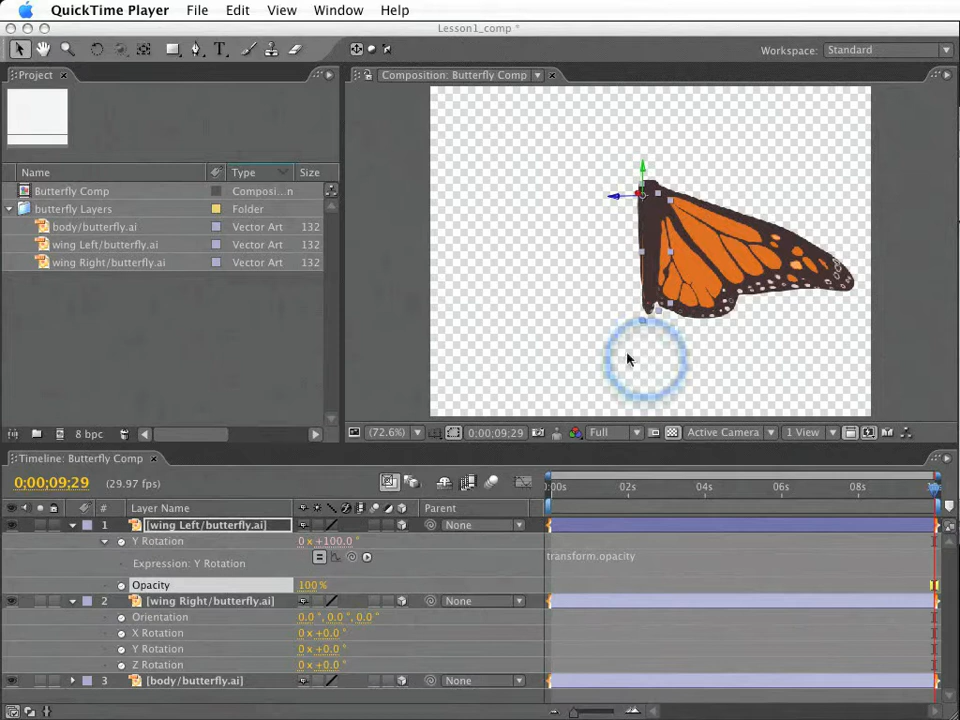 QuickTime Player File Edit View Window Help
Lesson1_comp *
Workspace: Standard
Project
Composition: Butterfly Comp
Name Type Size
Butterfly Comp Composi...n
butterfly Layers Folder
body/butterfly.ai Vector Art 132
wing Left/butterfly.ai Vector Art 132
wing Right/butterfly.ai Vector Art 132
8 bpc
(72.6%) 0;00;09;29 Full Active Camera 1 View
Timeline: Butterfly Comp
0;00;09;29 (29.97 fps)
:00s 02s 04s 06s 08s
# Layer Name Parent
1 [wing Left/butterfly.ai] None
Y Rotation 0 x +100.0 °
Expression: Y Rotation
transform.opacity
Opacity 100 %
2 [wing Right/butterfly.ai] None
Orientation 0.0 °, 0.0 °, 0.0 °
X Rotation 0 x +0.0 °
Y Rotation 0 x +0.0 °
Z Rotation 0 x +0.0 °
3 [body/butterfly.ai] None